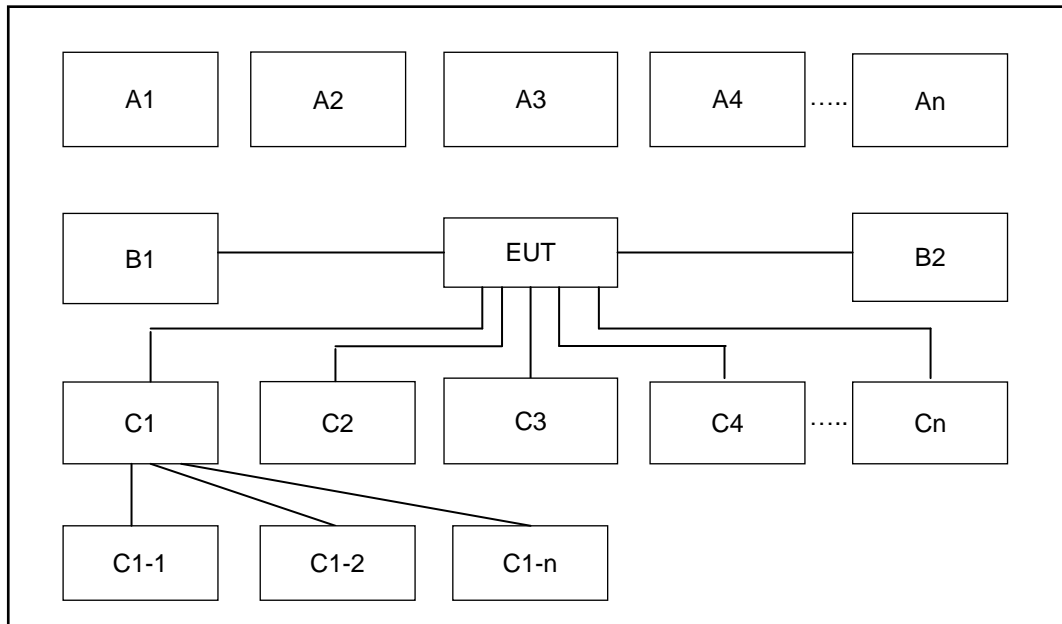 A1 A2 A3 A4 ..... An
B1 EUT B2
C1 C2 C3 C4 ..... Cn
C1-1 C1-2 C1-n